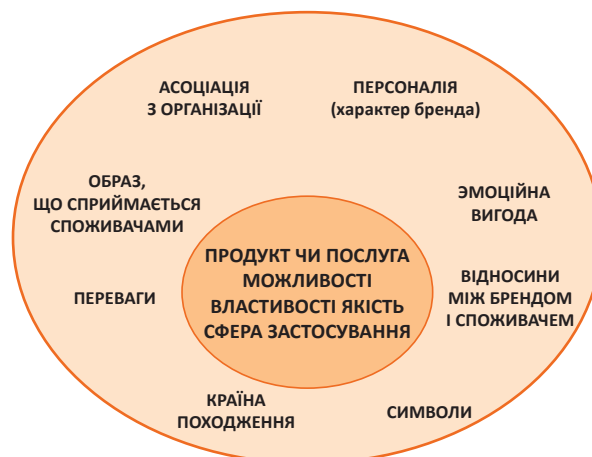 АСОЦІАЦІЯ
З ОРГАНІЗАЦІЇ
ПЕРСОНАЛІЯ
(характер бренда)
ОБРАЗ,
ЩО СПРИЙМАЄТЬСЯ
СПОЖИВАЧАМИ
ЭМОЦІЙНА
ВИГОДА
ПРОДУКТ ЧИ ПОСЛУГА
МОЖЛИВОСТІ
ВЛАСТИВОСТІ ЯКІСТЬ
СФЕРА ЗАСТОСУВАННЯ
ПЕРЕВАГИ
ВІДНОСИНИ
МІЖ БРЕНДОМ
І СПОЖИВАЧЕМ
КРАЇНА
ПОХОДЖЕННЯ
СИМВОЛИ